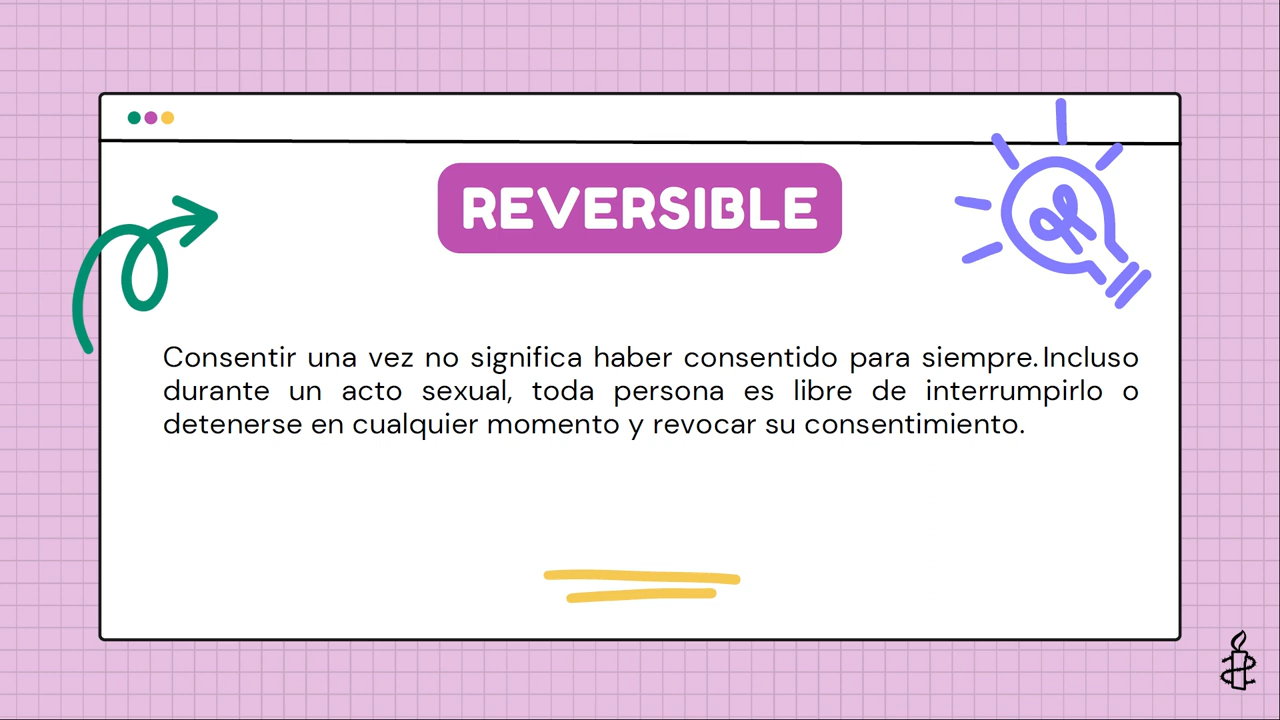 REVERSIBLE
Consentir una vez no significa haber consentido para siempre. Incluso
durante un acto sexual, toda persona es libre de interrumpirlo o
detenerse en cualquier momento y revocar su consentimiento.